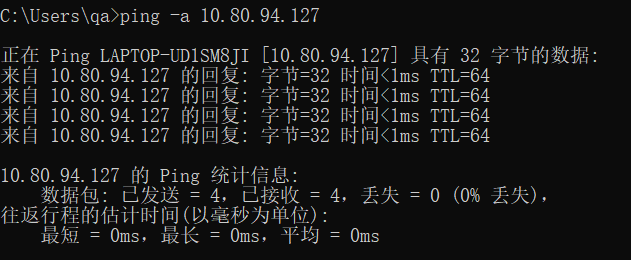 C:\Users\qa>ping -a 10.80.94.127
正在 Ping LAPTOP-UD1SM8JI [10.80.94.127] 具有 32 字节的数据:
来自 10.80.94.127 的回复: 字节=32 时间<1ms TTL=64
来自 10.80.94.127 的回复: 字节=32 时间<1ms TTL=64
来自 10.80.94.127 的回复: 字节=32 时间<1ms TTL=64
来自 10.80.94.127 的回复: 字节=32 时间<1ms TTL=64
10.80.94.127 的 Ping 统计信息:
数据包: 已发送 = 4，已接收 = 4，丢失 = 0 (0% 丢失)，
往返行程的估计时间(以毫秒为单位):
最短 = 0ms，最长 = 0ms，平均 = 0ms